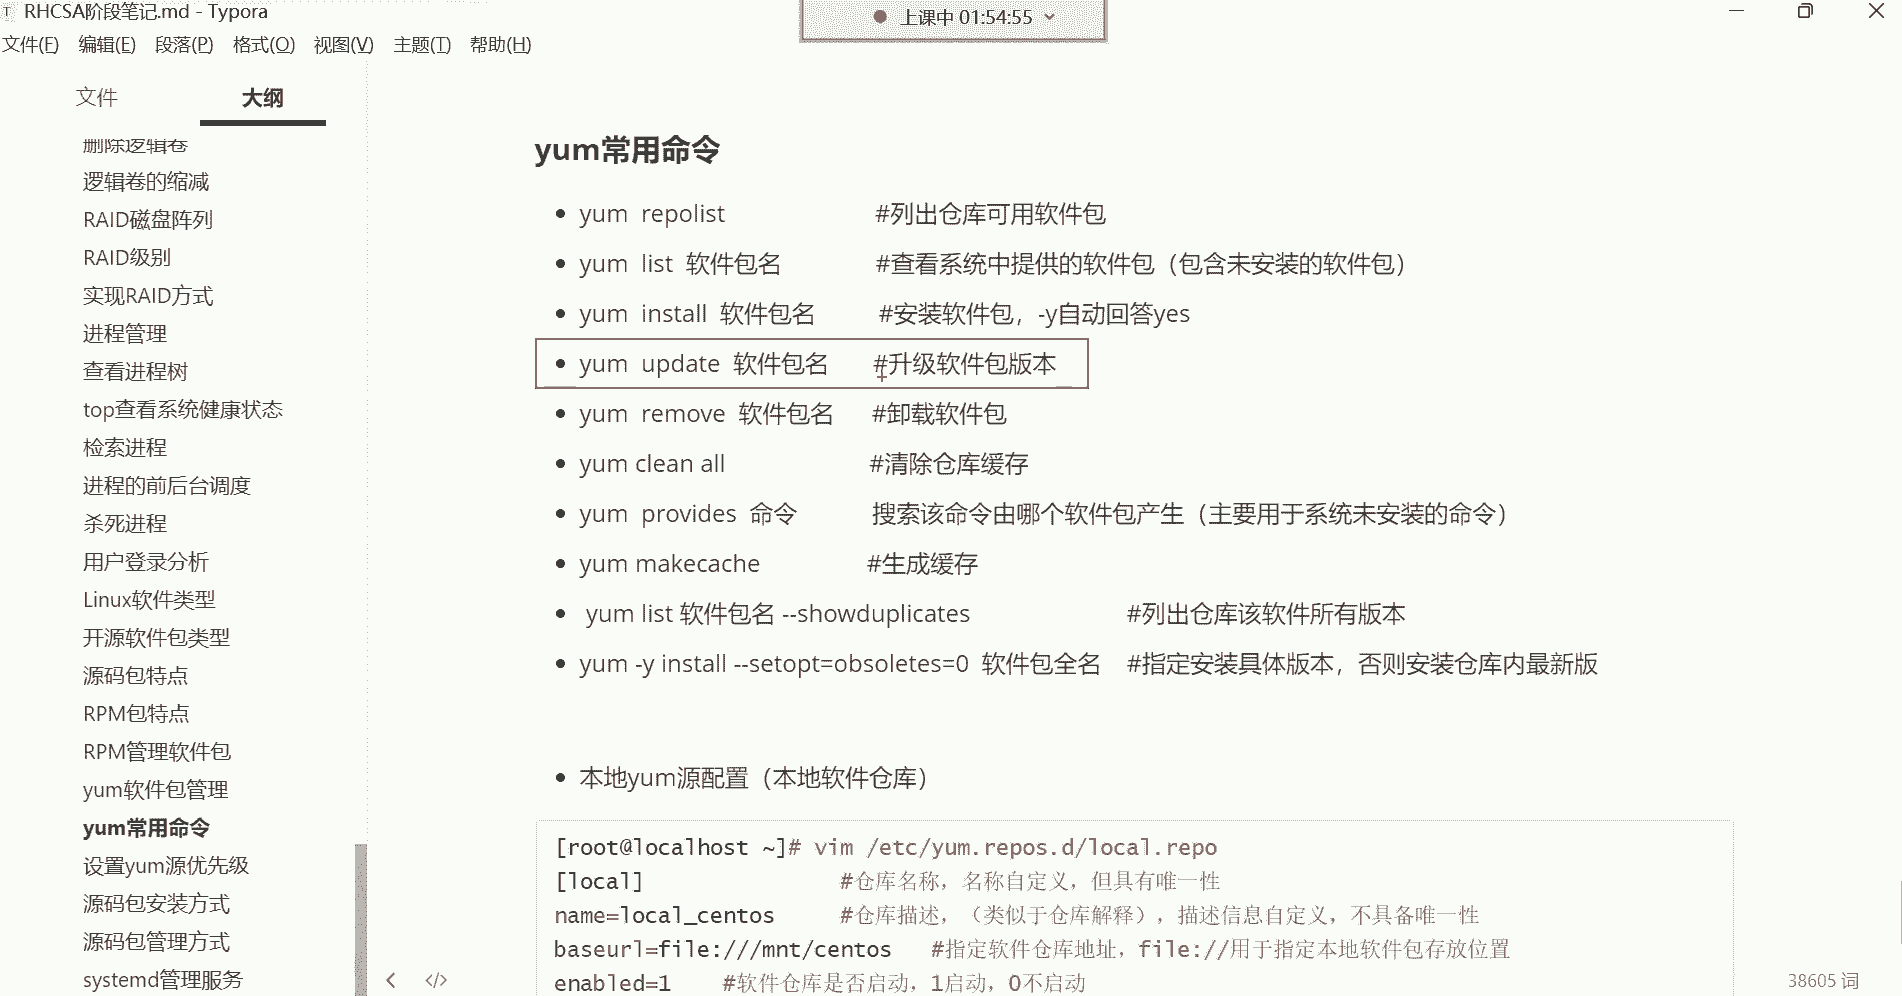 RHCSA阶段笔记.md - Typora
上课中 01:54:55
文件(F) 编辑(E) 段落(P) 格式(O) 视图(V) 主题(T) 帮助(H)
文件 大纲
删除逻辑卷
逻辑卷的缩减
RAID磁盘阵列
RAID级别
实现RAID方式
进程管理
查看进程树
top查看系统健康状态
检索进程
进程的前后台调度
杀死进程
用户登录分析
Linux软件类型
开源软件包类型
源码包特点
RPM包特点
RPM管理软件包
yum软件包管理
yum常用命令
设置yum源优先级
源码包安装方式
源码包管理方式
systemd管理服务
yum常用命令
yum repolist #列出仓库可用软件包
yum list 软件包名 #查看系统中提供的软件包（包含未安装的软件包）
yum install 软件包名 #安装软件包，-y自动回答yes
yum update 软件包名 #升级软件包版本
yum remove 软件包名 #卸载软件包
yum clean all #清除仓库缓存
yum provides 命令 搜索该命令由哪个软件包产生（主要用于系统未安装的命令）
yum makecache #生成缓存
yum list 软件包名 --showduplicates #列出仓库该软件所有版本
yum -y install --setopt=obsoletes=0 软件包全名 #指定安装具体版本，否则安装仓库内最新版
本地yum源配置（本地软件仓库）
[root@localhost ~]# vim /etc/yum.repos.d/local.repo
[local] #仓库名称，名称自定义，但具有唯一性
name=local_centos #仓库描述，（类似于仓库解释），描述信息自定义，不具备唯一性
baseurl=file:///mnt/centos #指定软件仓库地址，file://用于指定本地软件包存放位置
enabled=1 #软件仓库是否启动，1启动，0不启动
38605 词